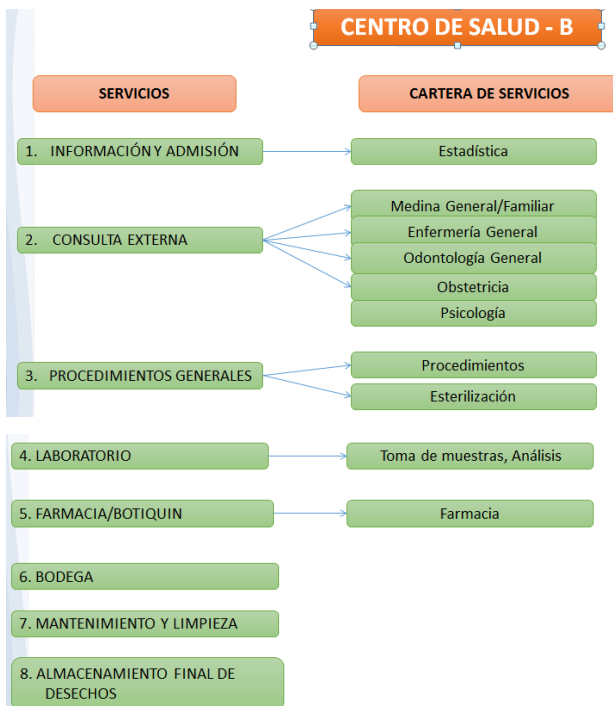 CENTRO DE SALUD - B
SERVICIOS
CARTERA DE SERVICIOS
1. INFORMACIÓN Y ADMISIÓN
Estadística
2. CONSULTA EXTERNA
Medina General/Familiar
Enfermería General
Odontología General
Obstetricia
Psicología
3. PROCEDIMIENTOS GENERALES
Procedimientos
Esterilización
4. LABORATORIO
Toma de muestras, Análisis
5. FARMACIA/BOTIQUIN
Farmacia
6. BODEGA
7. MANTENIMIENTO Y LIMPIEZA
8. ALMACENAMIENTO FINAL DE
DESECHOS